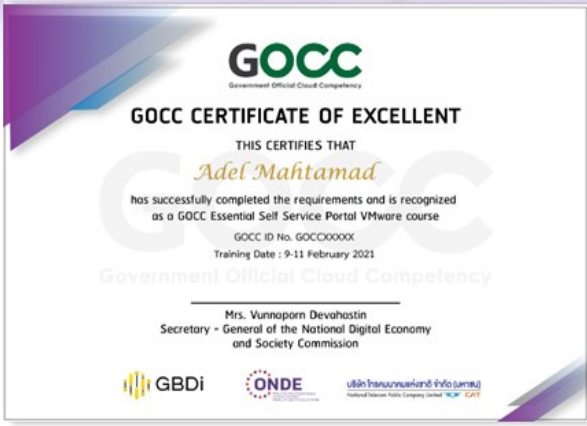 GOCC
Government Official Cloud Competency
GOCC CERTIFICATE OF EXCELLENT
THIS CERTIFIES THAT
Adel Mahtamad
has successfully completed the requirements and is recognized
as a GOCC Essential Self Service Portal VMware course
GOCC ID No. GOCCXXXXX
Training Date : 9-11 February 2021
GOCC
Government Official Cloud Competency
Mrs. Vunnaporn Devahastin
Secretary - General of the National Digital Economy
and Society Commission
GBDi
ONDE
บริษัท โทรคมนาคมแห่งชาติ จำกัด (มหาชน)
National Telecom Public Company Limited TOT CAT